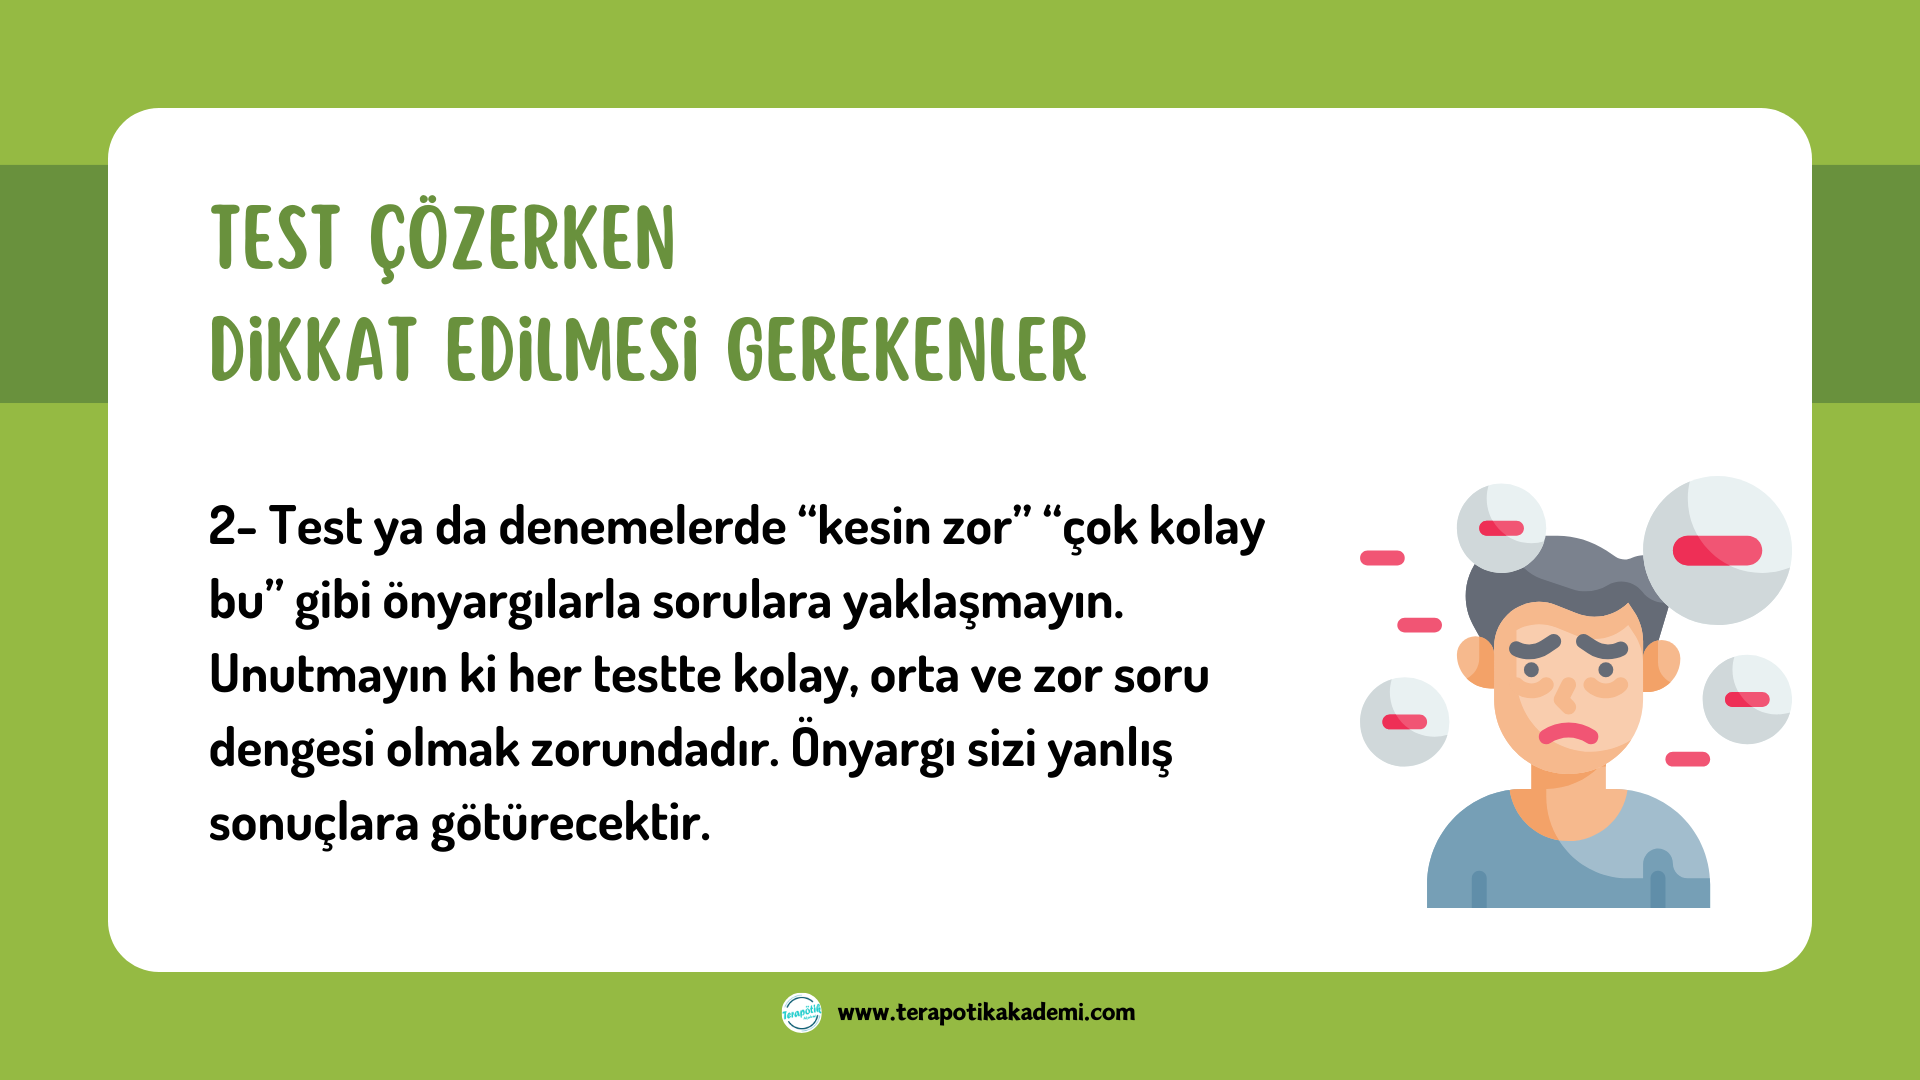 TEST ÇÖZERKEN
DİKKAT EDİLMESİ GEREKENLER
2- Test ya da denemelerde “kesin zor” “çok kolay
bu” gibi önyargılarla sorulara yaklaşmayın.
Unutmayın ki her testte kolay, orta ve zor soru
dengesi olmak zorundadır. Önyargı sizi yanlış
sonuçlara götürecektir.
Terapötik
www.terapotikakademi.com